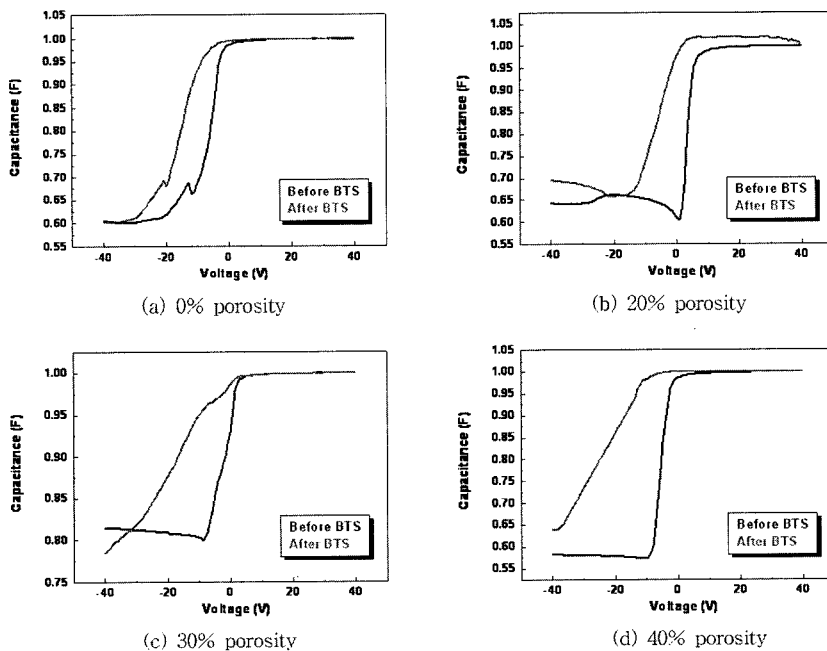 1.05
1.00
0.95
0.90
0.85
0.80
0.75
0.70
0.65
0.60
0.55
Capacitance (F)
Before BTS
After BTS
-40
-20
0
20
40
Voltage (V)
(a) 0% porosity
1.05
1.00
0.95
0.90
0.85
0.80
0.75
0.70
0.65
0.60
0.55
Capacitance (F)
Before BTS
After BTS
-40
-20
0
20
40
Voltage (V)
(b) 20% porosity
1.00
0.95
0.90
0.85
0.80
0.75
Capacitance (F)
Before BTS
After BTS
-40
-20
0
20
40
Voltage (V)
(c) 30% porosity
1.05
1.00
0.95
0.90
0.85
0.80
0.75
0.70
0.65
0.60
0.55
Capacitance (F)
Before BTS
After BTS
-40
-20
0
20
40
Voltage (V)
(d) 40% porosity